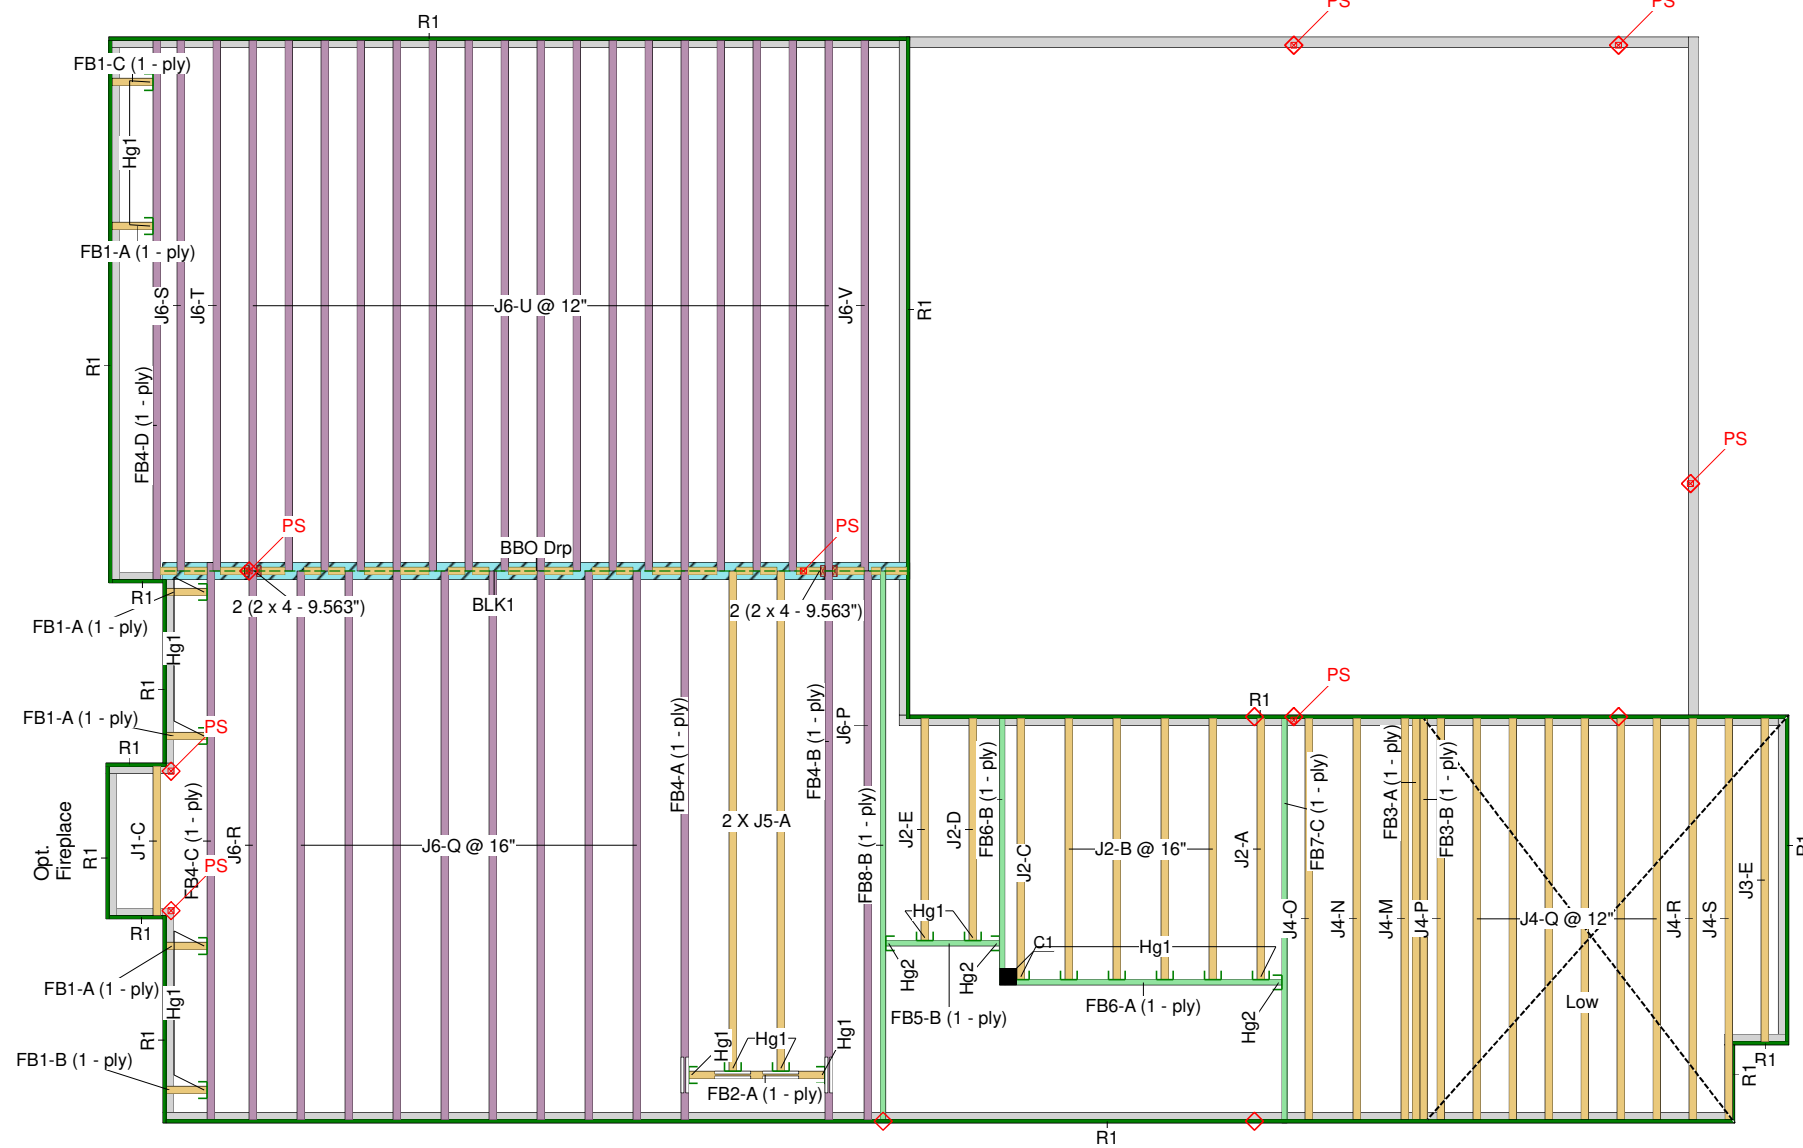 PS
PS
R1
FB1-C (1 - ply)
Hg1
FB1-A (1 - ply)
J6-S
J6-T
J6-U @ 12"
J6-V
R1
R1
FB4-D (1 - ply)
PS
PS
PS
BBO Drp
R1
2 (2 x 4 - 9.563")
BLK1
2 (2 x 4 - 9.563")
FB1-A (1 - ply)
Hg1
R1
FB1-A (1 - ply)
PS
R1
FB4-A (1 - ply)
FB4-B (1 - ply)
J6-P
PS
R1
Opt.
Fireplace
R1
J1-C
FB4-C (1 - ply)
J6-R
J6-Q @ 16"
2 X J5-A
FB8-B (1 - ply)
J2-E
J2-D
FB6-B (1 - ply)
J2-C
J2-B @ 16"
J2-A
FB7-C (1 - ply)
FB3-A (1 - ply)
FB3-B (1 - ply)
R1
PS
J4-O
J4-N
J4-M
J4-P
J4-Q @ 12"
J4-R
J4-S
J3-E
R1
Hg1
Hg2
Hg2
C1
Hg1
FB1-A (1 - ply)
Hg1
FB5-B (1 - ply)
FB6-A (1 - ply)
Hg2
Low
R1
FB1-B (1 - ply)
Hg1
Hg1
Hg1
FB2-A (1 - ply)
R1
R1
R1